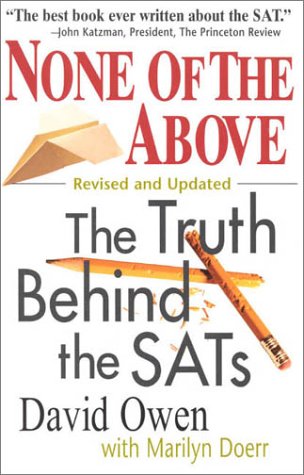 "The best book ever written about the SAT."
—John Katzman, President, The Princeton Review
NONE OF THE
ABOVE
Revised and Updated
The Truth
Behind
the SATs
David Owen
with Marilyn Doerr